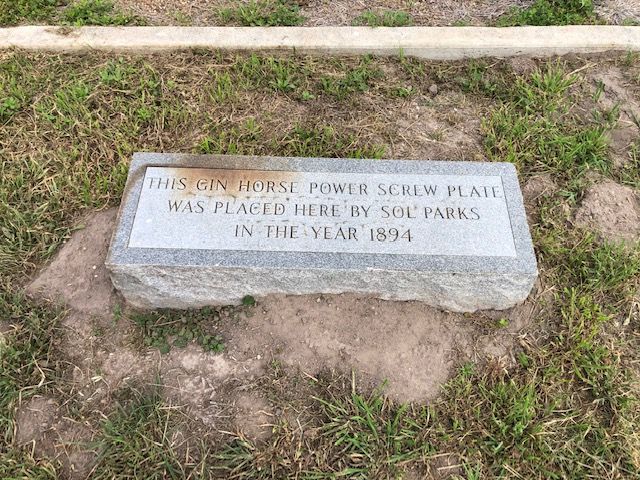 THIS GIN HORSE POWER SCREW PLATE
WAS PLACED HERE BY SOL PARKS
IN THE YEAR 1894